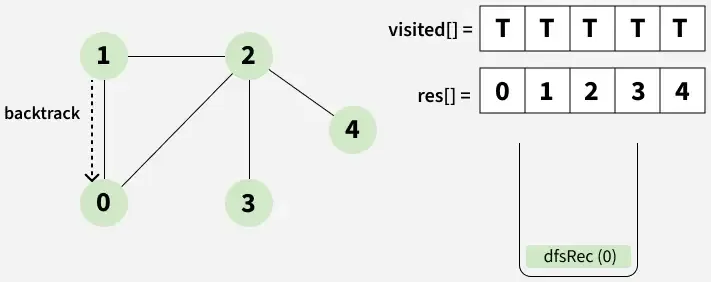 1
2
backtrack
4
0
3
visited[] = T T T T T
res[] = 0 1 2 3 4
dfsRec (0)